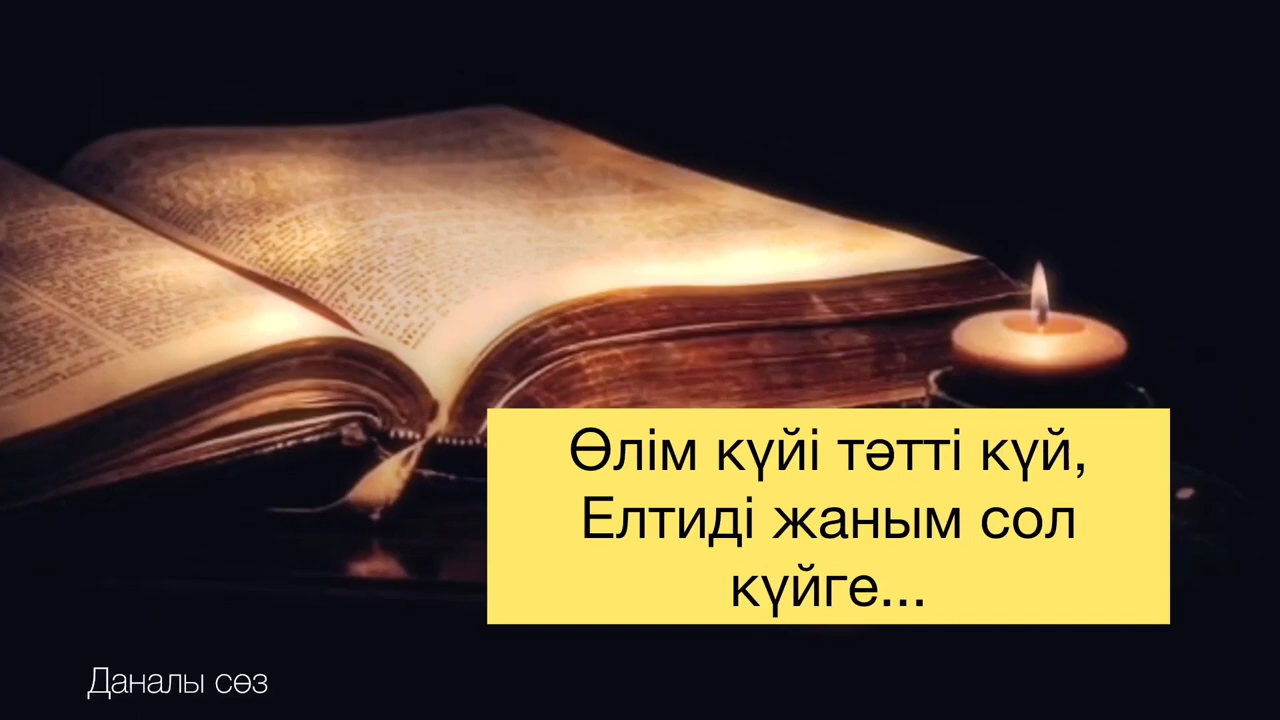 Өлім күйі тәтті күй,
Елтиді жаным сол
күйге...
Даналы сөз